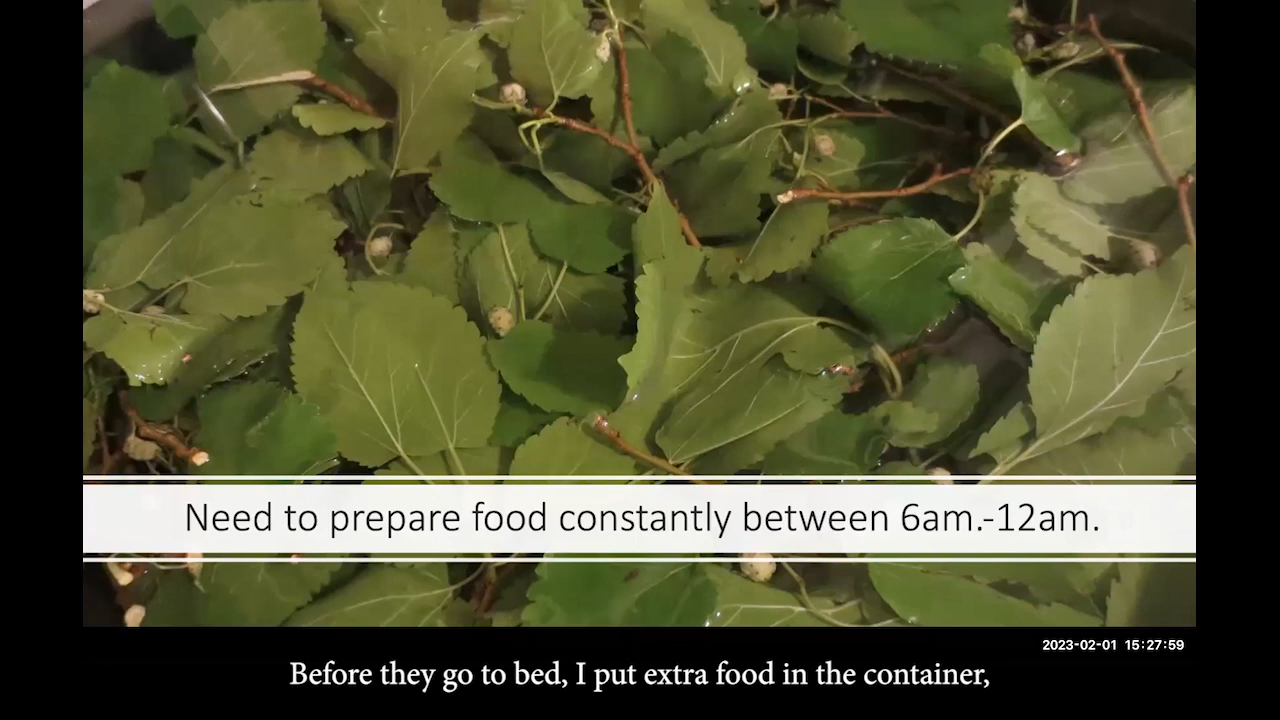 Need to prepare food constantly between 6am.-12am.
2023-02-01 15:27:59
Before they go to bed, I put extra food in the container,